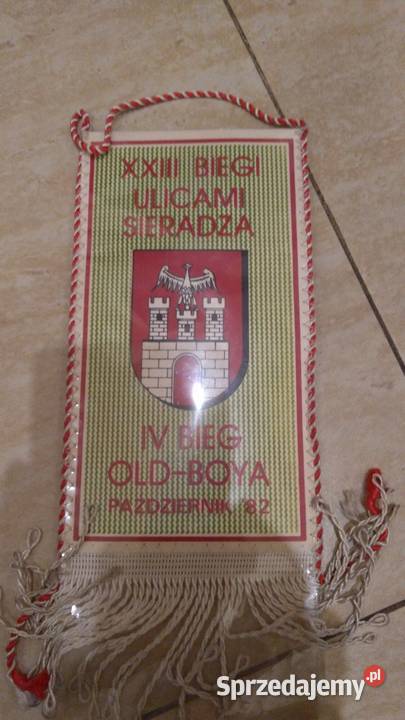 XXIII BIEGI
ULICAMI
SIERADZA
IV BIEG
OLD-BOYA
PAŹDZIERNIK '82
Sprzedajemy.pl